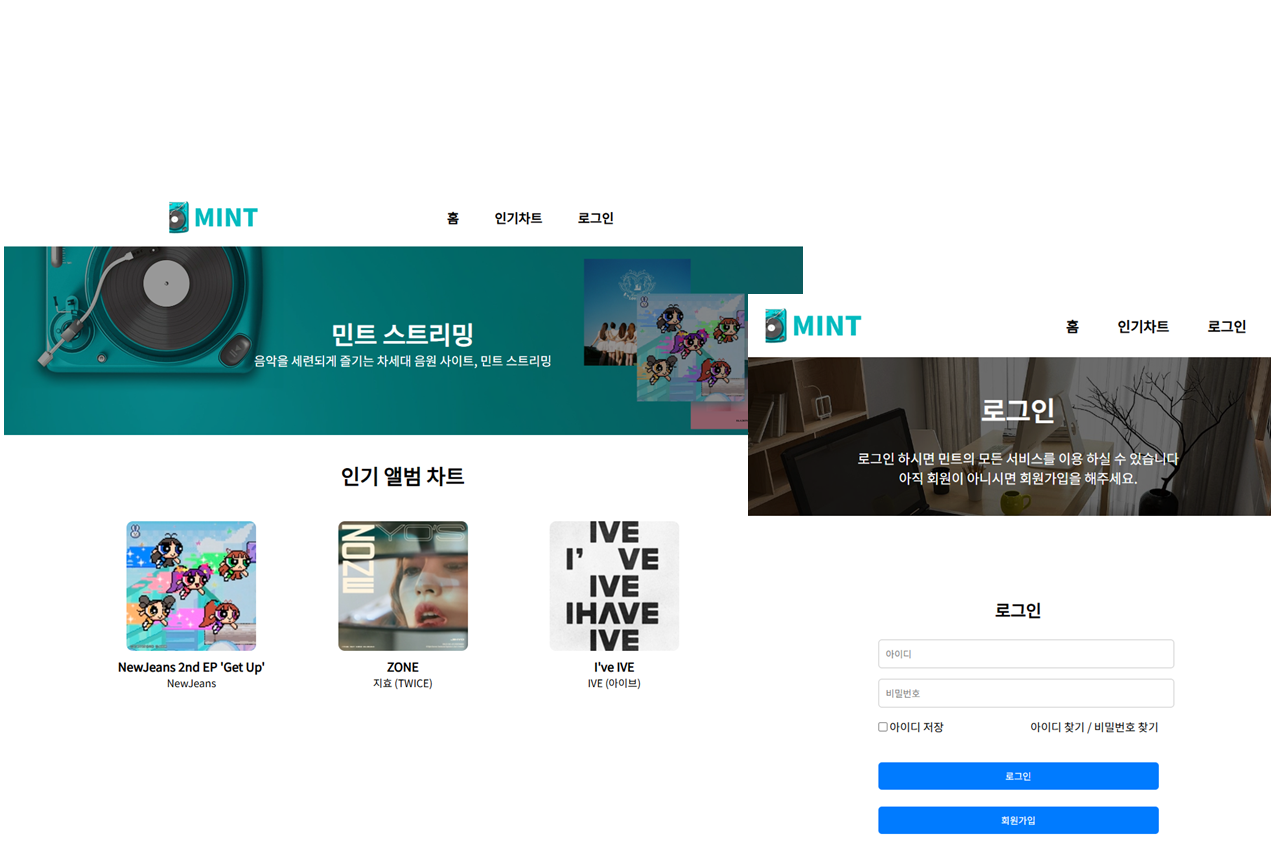 MINT
홈 인기차트 로그인
민트 스트리밍
음악을 세련되게 즐기는 차세대 음원 사이트, 민트 스트리밍
인기 앨범 차트
ZONE
YO'S
IVE
I' VE
IVE
IHAVE
IVE
NewJeans 2nd EP 'Get Up'
NewJeans
ZONE
지효 (TWICE)
I've IVE
IVE (아이브)
MINT
홈 인기차트 로그인
로그인
로그인 하시면 민트의 모든 서비스를 이용 하실 수 있습니다
아직 회원이 아니시면 회원가입을 해주세요.
로그인
아이디
비밀번호
아이디 저장 아이디 찾기 / 비밀번호 찾기
로그인
회원가입